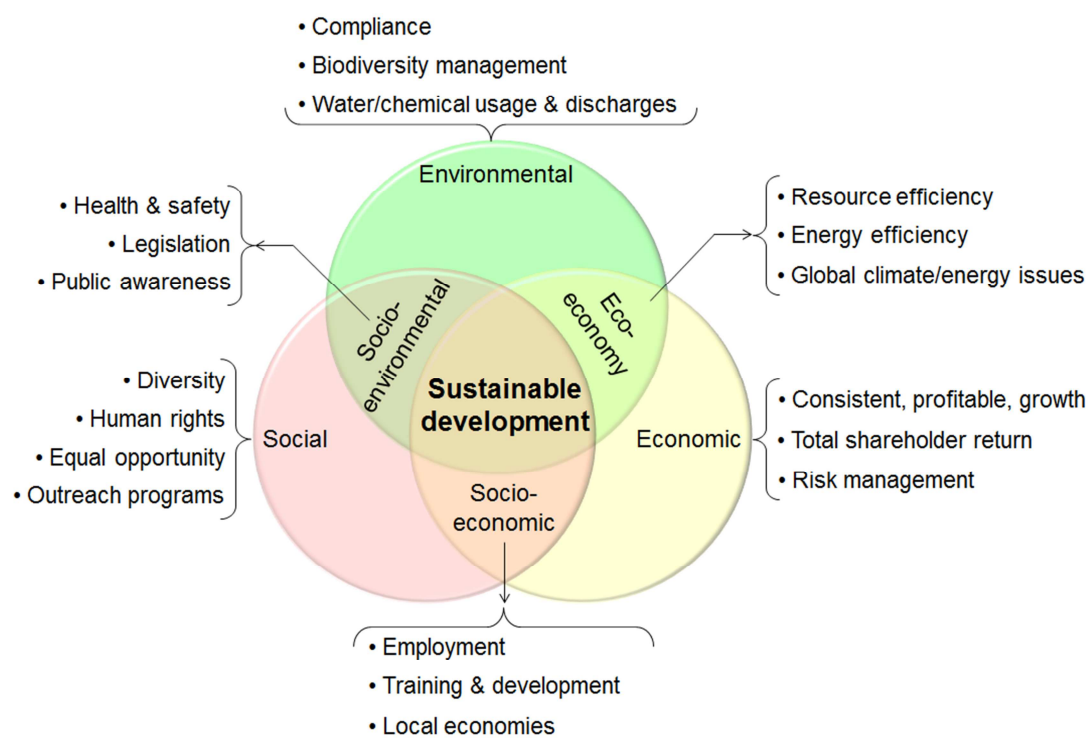 • Compliance
• Biodiversity management
• Water/chemical usage & discharges
Environmental
• Health & safety
• Legislation
• Public awareness
• Resource efficiency
• Energy efficiency
• Global climate/energy issues
Socio-
environmental
Eco-
economy
Sustainable
development
• Diversity
• Human rights
• Equal opportunity
• Outreach programs
Social
Economic
• Consistent, profitable, growth
• Total shareholder return
• Risk management
Socio-
economic
• Employment
• Training & development
• Local economies